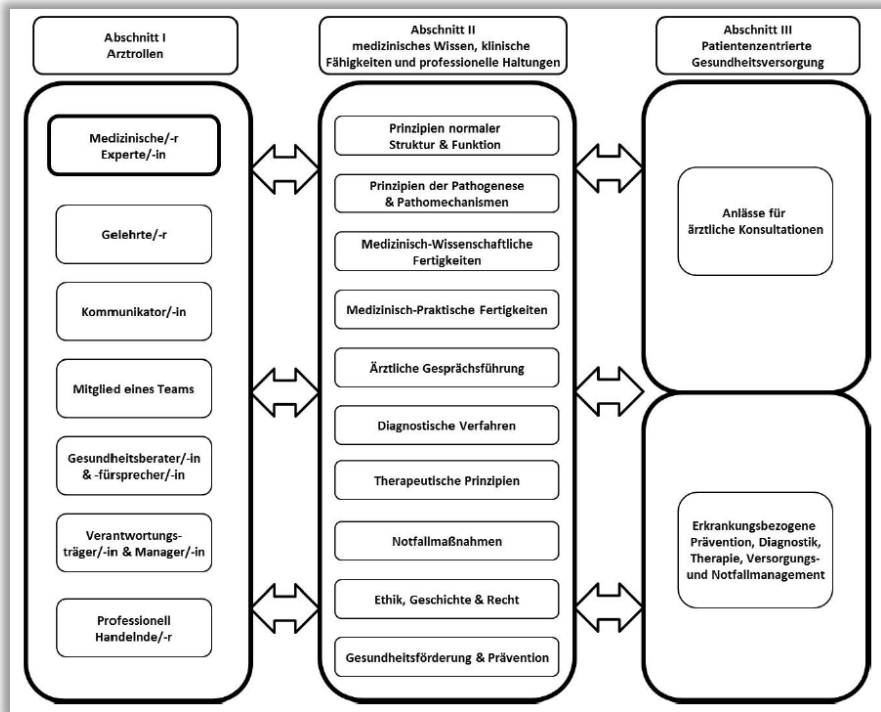 Abschnitt I
Arztrollen
Abschnitt II
medizinisches Wissen, klinische
Fähigkeiten und professionelle Haltungen
Abschnitt III
Patientenzentrierte
Gesundheitsversorgung
Medizinische/-r
Experte/-in
Gelehrte/-r
Kommunikator/-in
Mitglied eines Teams
Gesundheitsberater/-in
& -fürsprecher/-in
Verantwortungs-
träger/-in & Manager/-in
Professionell
Handelnde/-r
Prinzipien normaler
Struktur & Funktion
Prinzipien der Pathogenese
& Pathomechanismen
Medizinisch-Wissenschaftliche
Fertigkeiten
Medizinisch-Praktische Fertigkeiten
Ärztliche Gesprächsführung
Diagnostische Verfahren
Therapeutische Prinzipien
Notfallmaßnahmen
Ethik, Geschichte & Recht
Gesundheitsförderung & Prävention
Anlässe für
ärztliche Konsultationen
Erkrankungsbezogene
Prävention, Diagnostik,
Therapie, Versorgungs-
und Notfallmanagement